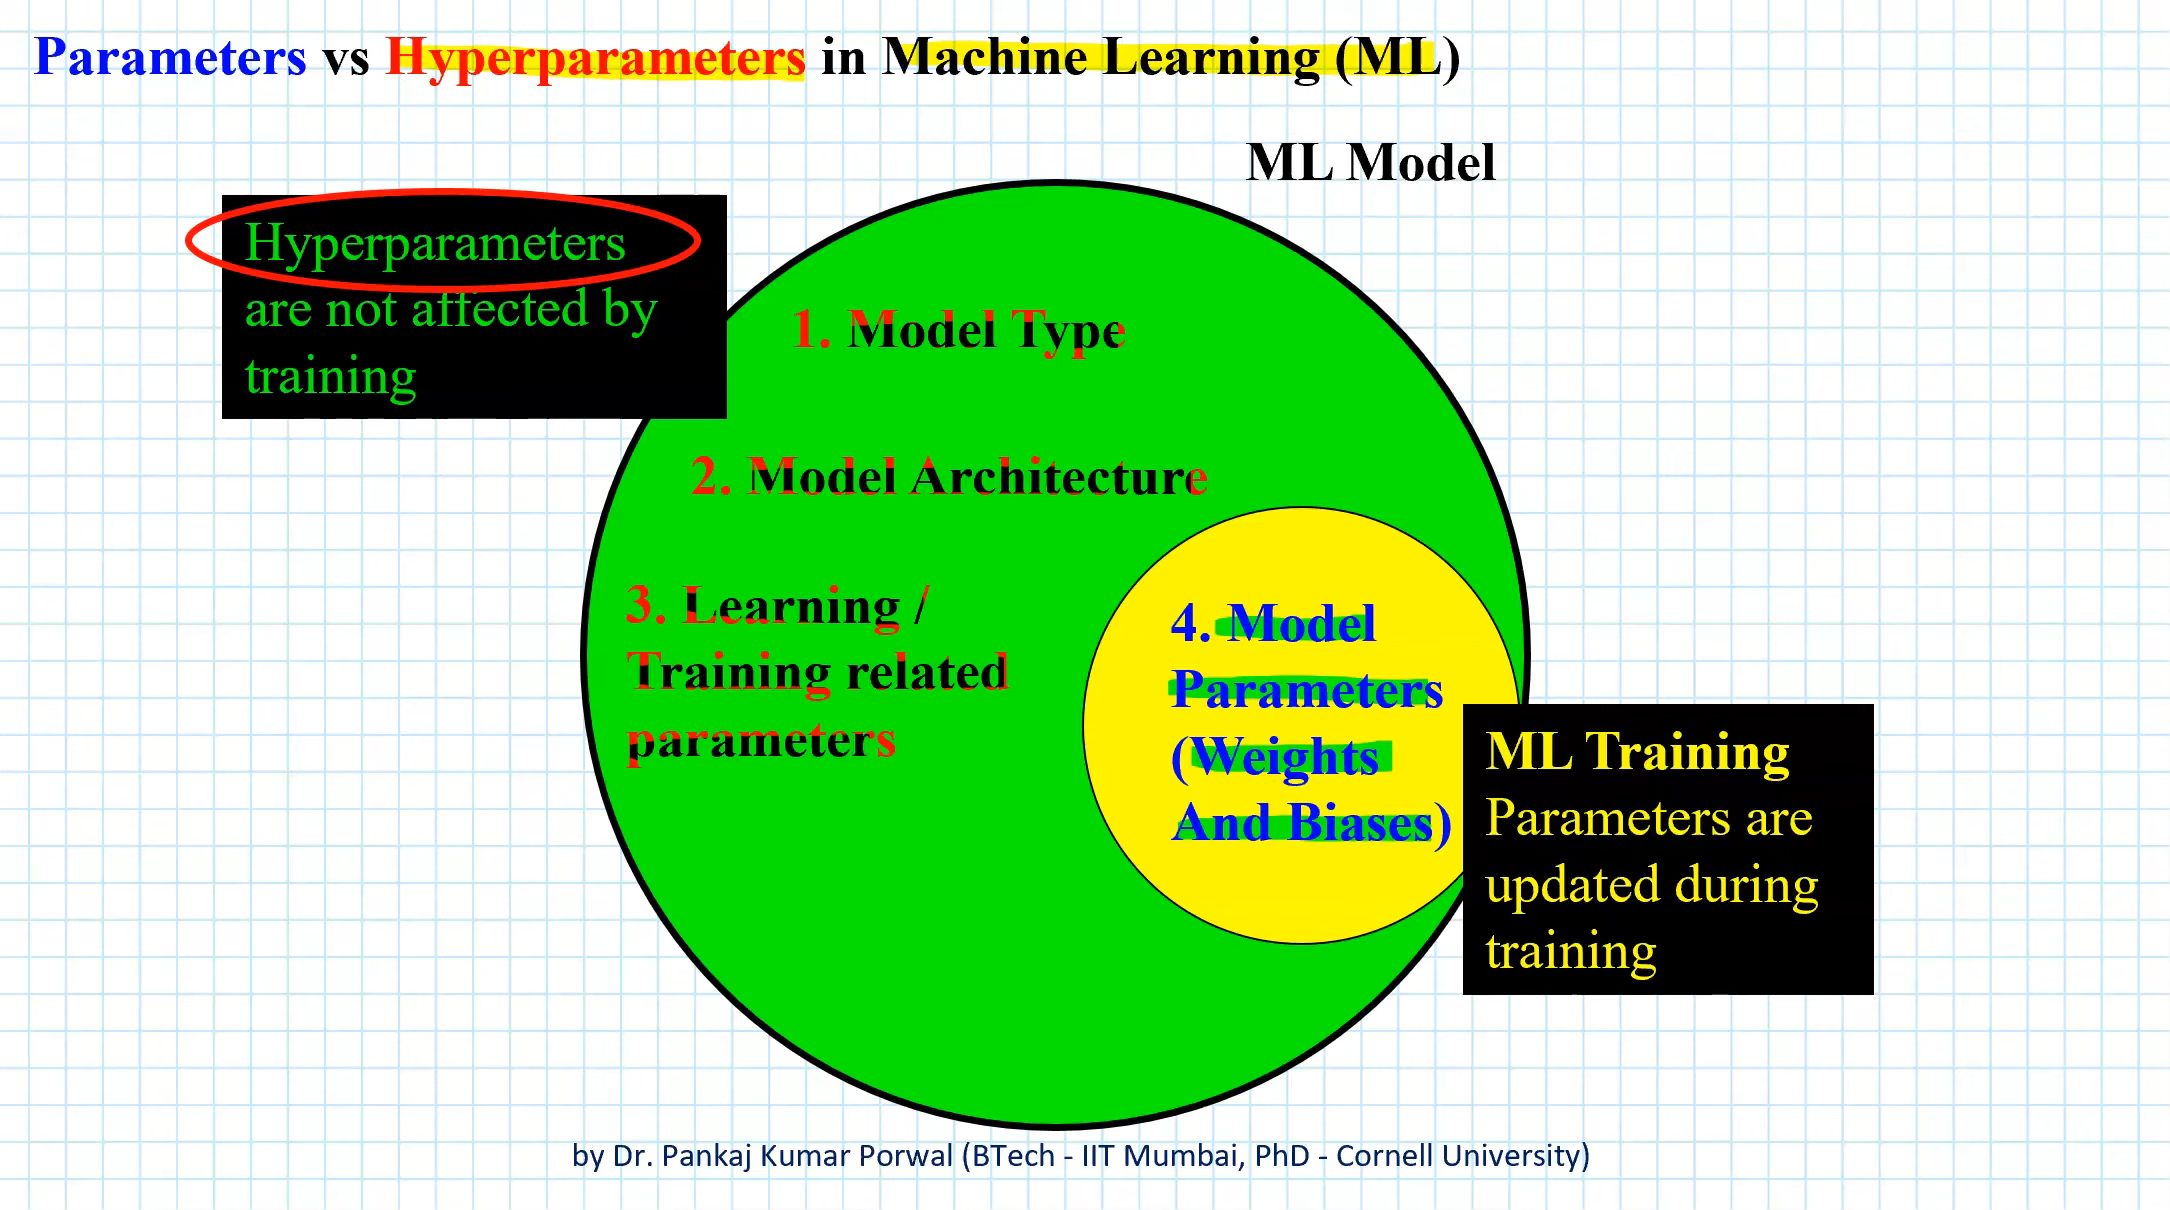 Parameters vs Hyperparameters in Machine Learning (ML)
ML Model
Hyperparameters
are not affected by
training
1. Model Type
2. Model Architecture
3. Learning /
Training related
parameters
4. Model
Parameters
(Weights
And Biases)
ML Training
Parameters are
updated during
training
by Dr. Pankaj Kumar Porwal (BTech - IIT Mumbai, PhD - Cornell University)